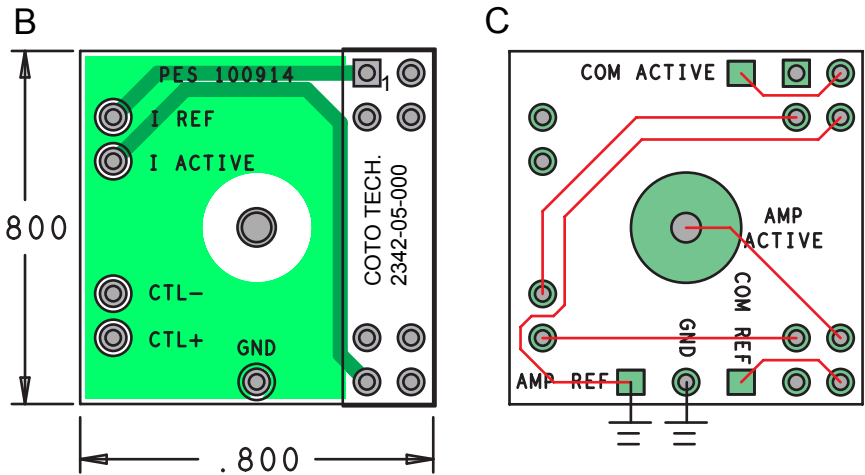 B
PES 100914
1
I REF
I ACTIVE
800
COTO TECH.
2342-05-000
CTL-
CTL+
GND
.800
C
COM ACTIVE
AMP
ACTIVE
COM REF
GND
AMP REF